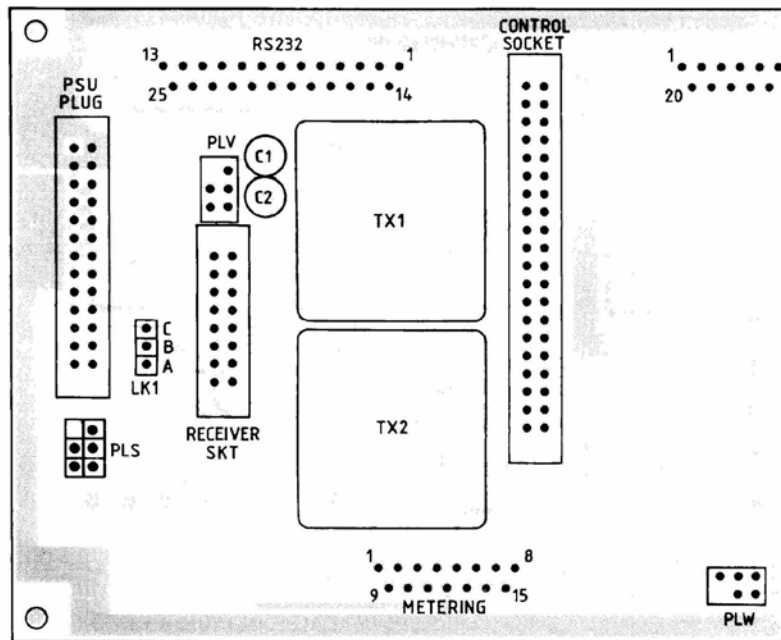 CONTROL
SOCKET
RS232
13
1
25
14
1
20
PSU
PLUG
PLV
C1
C2
TX1
C
B
A
LK1
RECEIVER
SKT
PLS
TX2
1
8
9
15
METERING
PLW